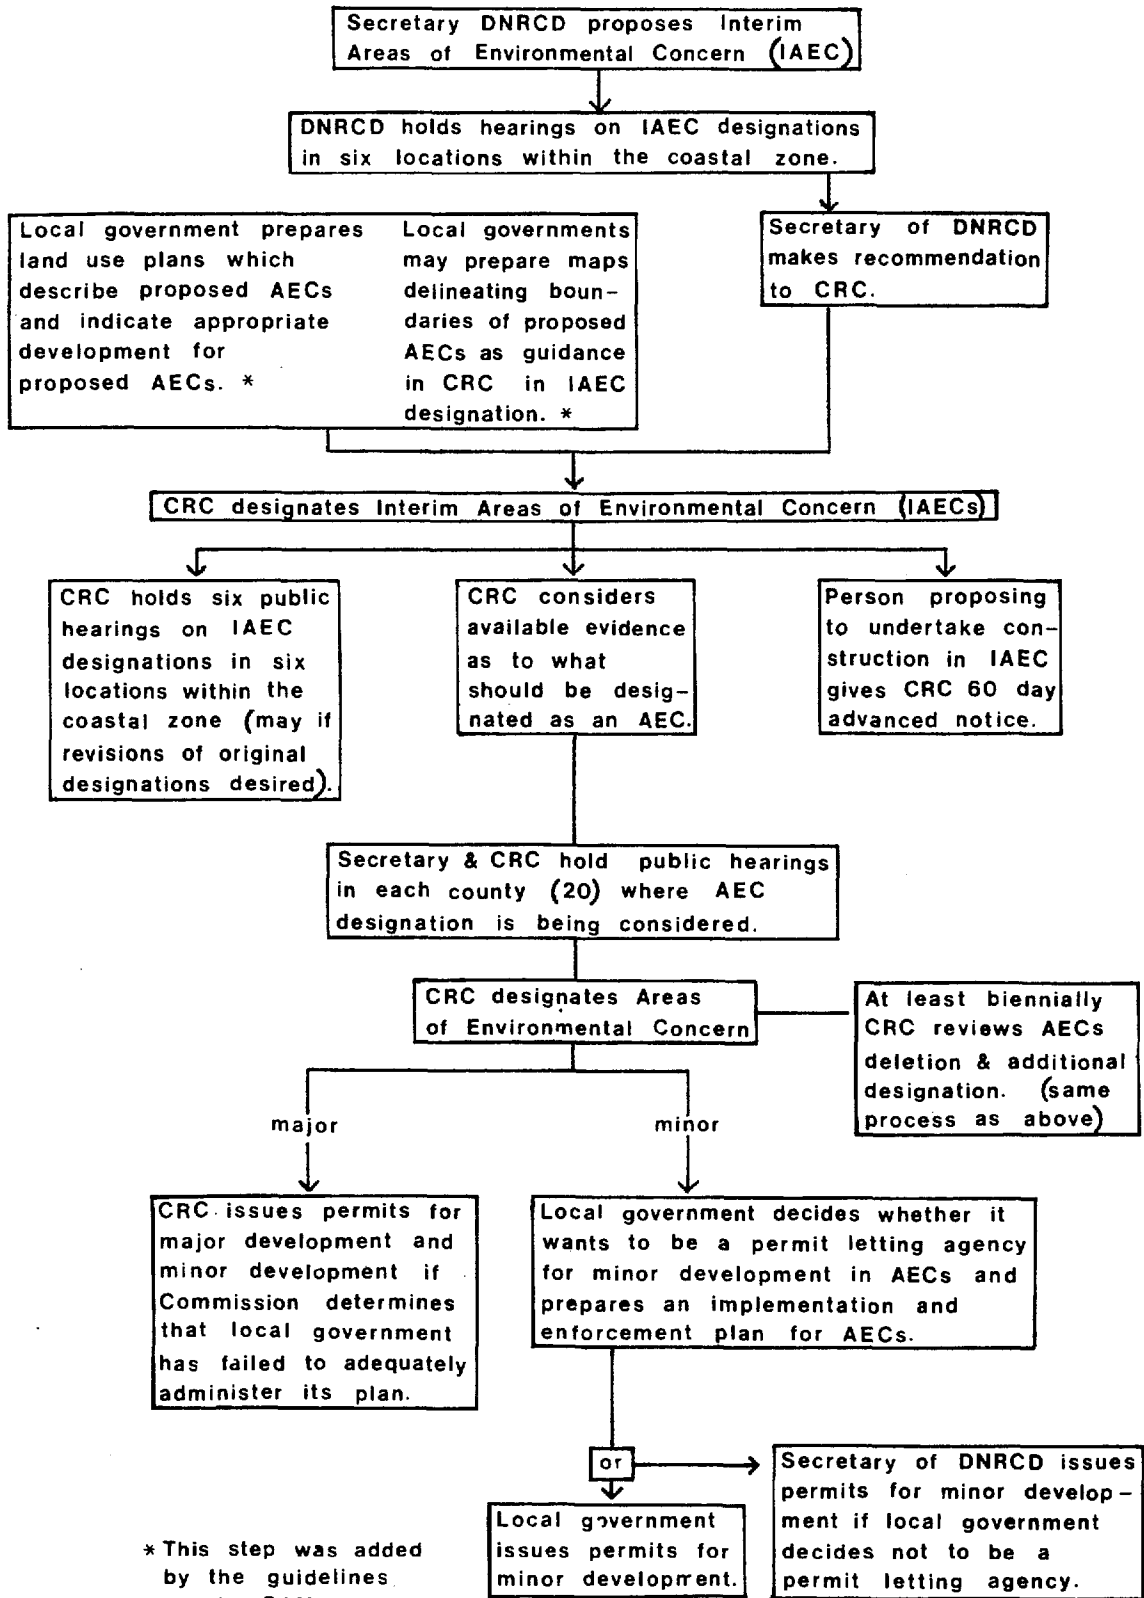 Secretary DNRCD proposes Interim
Areas of Environmental Concern (IAEC)
DNRCD holds hearings on IAEC designations
in six locations within the coastal zone.
Local government prepares
land use plans which
describe proposed AECs
and indicate appropriate
development for
proposed AECs. *
Local governments
may prepare maps
delineating boun-
daries of proposed
AECs as guidance
in CRC in IAEC
designation. *
Secretary of DNRCD
makes recommendation
to CRC.
CRC designates Interim Areas of Environmental Concern (IAECs)
CRC holds six public
hearings on IAEC
designations in six
locations within the
coastal zone (may if
revisions of original
designations desired).
CRC considers
available evidence
as to what
should be desig-
nated as an AEC.
Person proposing
to undertake con-
struction in IAEC
gives CRC 60 day
advanced notice.
Secretary & CRC hold public hearings
in each county (20) where AEC
designation is being considered.
CRC designates Areas
of Environmental Concern
At least biennially
CRC reviews AECs
deletion & additional
designation. (same
process as above)
major
minor
CRC issues permits for
major development and
minor development if
Commission determines
that local government
has failed to adequately
administer its plan.
Local government decides whether it
wants to be a permit letting agency
for minor development in AECs and
prepares an implementation and
enforcement plan for AECs.
or
Local government
issues permits for
minor development.
Secretary of DNRCD issues
permits for minor develop-
ment if local government
decides not to be a
permit letting agency.
* This step was added
by the guidelines